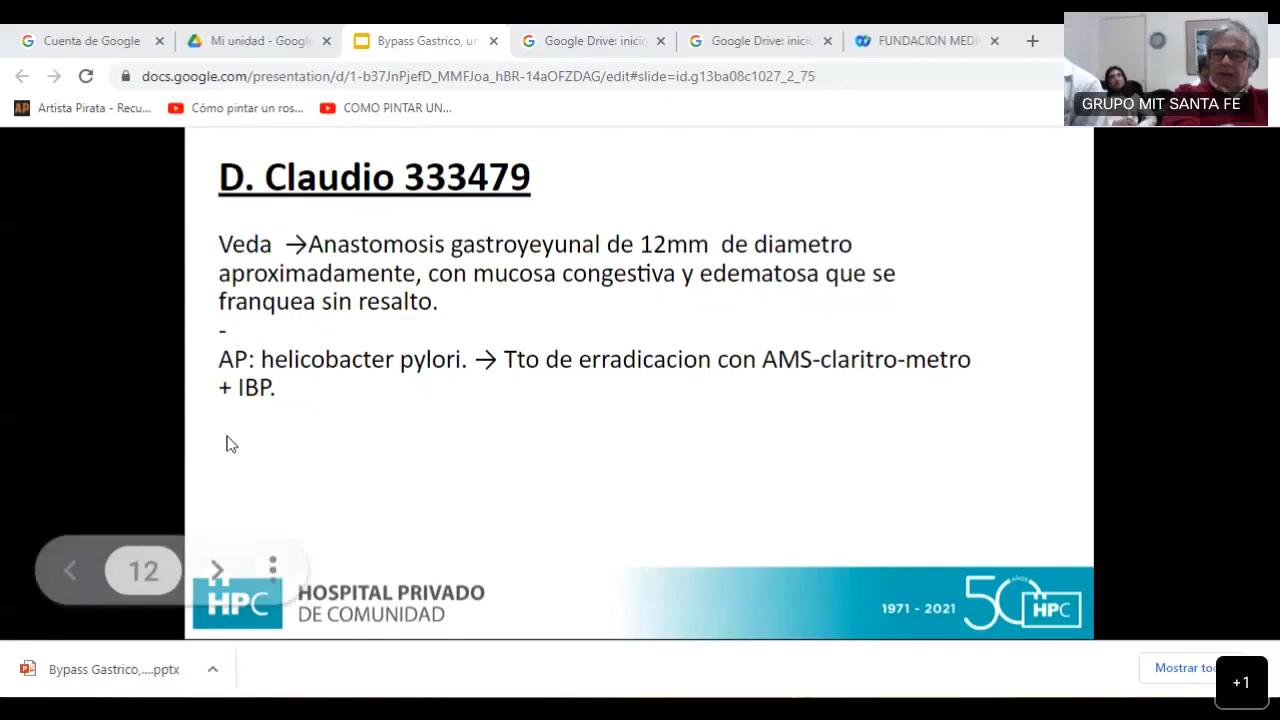 Cuenta de Google
Mi unidad - Google
Bypass Gastrico, un
Google Drive: inicio
Google Drive: inicio
FUNDACION MEDI
docs.google.com/presentation/d/1-b37JnPjefD_MMFJoa_hBR-14aOFZDAG/edit#slide=id.g13ba08c1027_2_75
AP Artista Pirata - Recu...
Cómo pintar un ros...
COMO PINTAR UN...
GRUPO MIT SANTA FE
D. Claudio 333479
Veda →Anastomosis gastroyeyunal de 12mm de diametro
aproximadamente, con mucosa congestiva y edematosa que se
franquea sin resalto.
-
AP: helicobacter pylori. → Tto de erradicacion con AMS-claritro-metro
+ IBP.
12
HPC HOSPITAL PRIVADO
DE COMUNIDAD
1971 - 2021 50 AÑOS HPC
Bypass Gastrico,....pptx
Mostrar to
+1